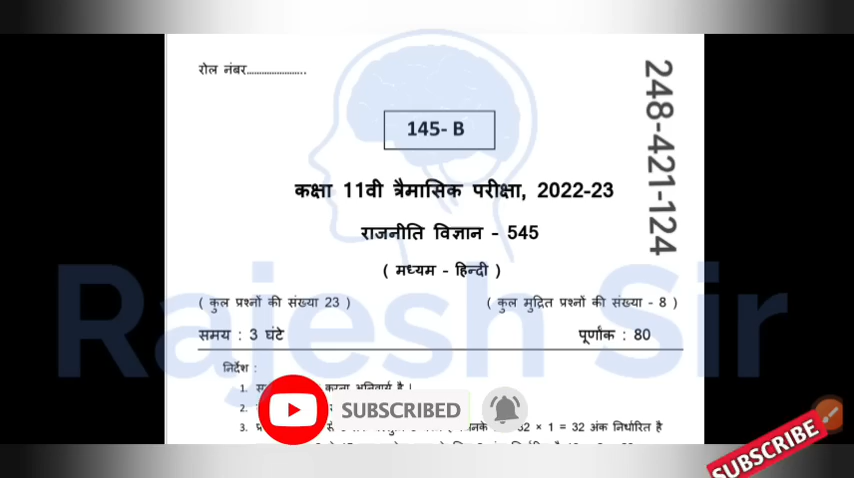 रोल नंबर.......................
145- B
248-421-124
कक्षा 11वी त्रैमासिक परीक्षा, 2022-23
राजनीति विज्ञान - 545
( मध्यम - हिन्दी )
Rajesh Sir
( कुल प्रश्नों की संख्या 23 ) ( कुल मुद्रित प्रश्नों की संख्या - 8 )
समय : 3 घंटे पूर्णांक : 80
निर्देश :
1. करना अनिवार्य है ।
2.
3. 32 × 1 = 32 अंक निर्धारित है
SUBSCRIBED
SUBSCRIBE